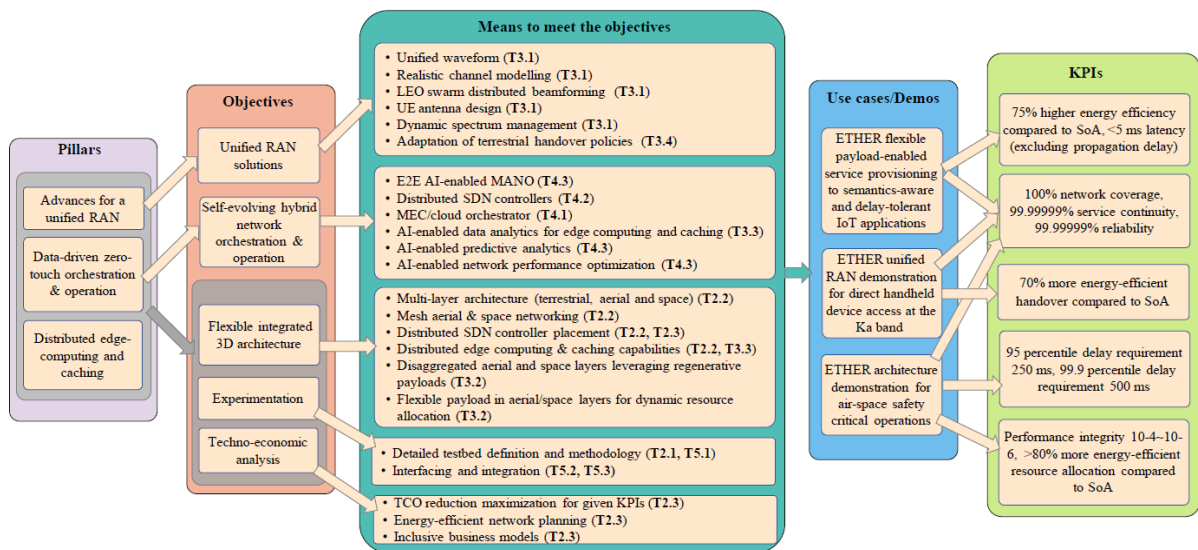 Pillars
Advances for a
unified RAN
Data-driven zero-
touch orchestration
& operation
Distributed edge-
computing and
caching
Objectives
Unified RAN
solutions
Self-evolving hybrid
network
orchestration &
operation
Flexible integrated
3D architecture
Experimentation
Techno-economic
analysis
Means to meet the objectives
• Unified waveform (T3.1)
• Realistic channel modelling (T3.1)
• LEO swarm distributed beamforming (T3.1)
• UE antenna design (T3.1)
• Dynamic spectrum management (T3.1)
• Adaptation of terrestrial handover policies (T3.4)
• E2E AI-enabled MANO (T4.3)
• Distributed SDN controllers (T4.2)
• MEC/cloud orchestrator (T4.1)
• AI-enabled data analytics for edge computing and caching (T3.3)
• AI-enabled predictive analytics (T4.3)
• AI-enabled network performance optimization (T4.3)
• Multi-layer architecture (terrestrial, aerial and space) (T2.2)
• Mesh aerial & space networking (T2.2)
• Distributed SDN controller placement (T2.2, T2.3)
• Distributed edge computing & caching capabilities (T2.2, T3.3)
• Disaggregated aerial and space layers leveraging regenerative
payloads (T3.2)
• Flexible payload in aerial/space layers for dynamic resource
allocation (T3.2)
• Detailed testbed definition and methodology (T2.1, T5.1)
• Interfacing and integration (T5.2, T5.3)
• TCO reduction maximization for given KPIs (T2.3)
• Energy-efficient network planning (T2.3)
• Inclusive business models (T2.3)
Use cases/Demos
ETHER flexible
payload-enabled
service provisioning
to semantics-aware
and delay-tolerant
IoT applications
ETHER unified
RAN demonstration
for direct handheld
device access at the
Ka band
ETHER architecture
demonstration for
air-space safety
critical operations
KPIs
75% higher energy efficiency
compared to SoA, <5 ms latency
(excluding propagation delay)
100% network coverage,
99.99999% service continuity,
99.99999% reliability
70% more energy-efficient
handover compared to SoA
95 percentile delay requirement
250 ms, 99.9 percentile delay
requirement 500 ms
Performance integrity 10-4~10-
6, >80% more energy-efficient
resource allocation compared
to SoA